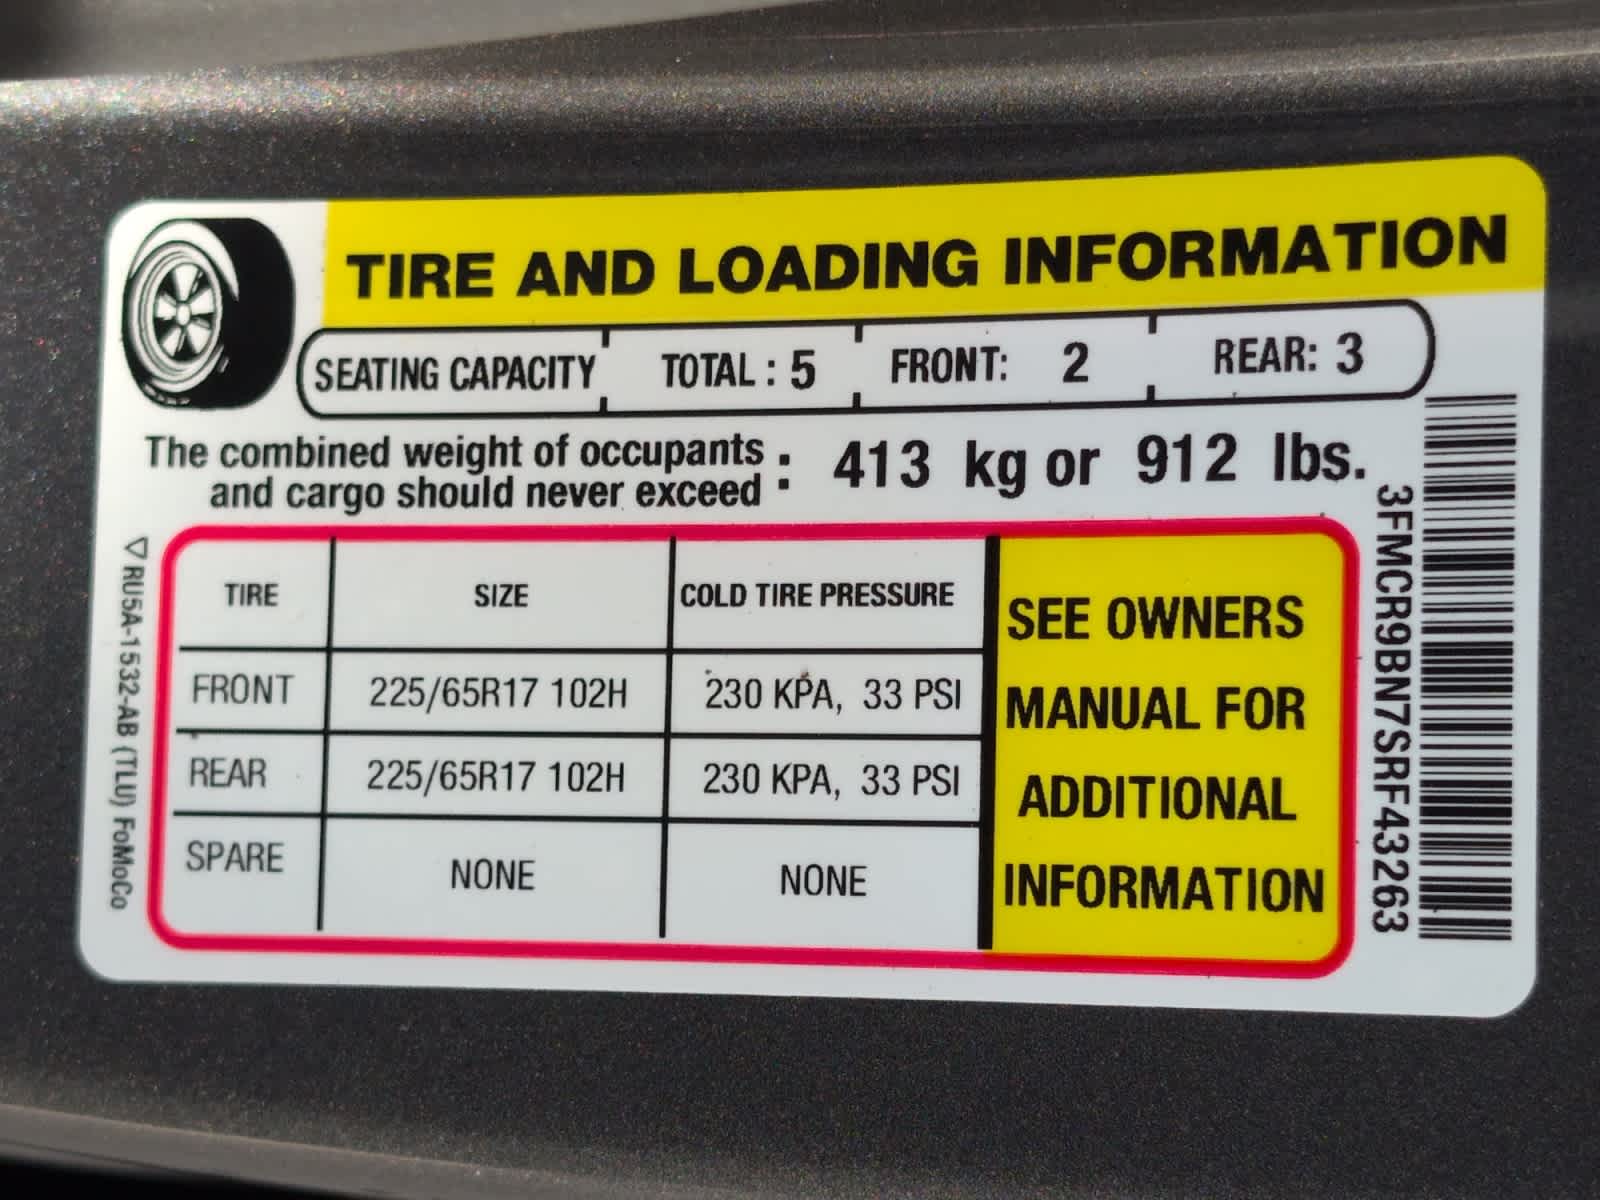 TIRE AND LOADING INFORMATION
SEATING CAPACITY TOTAL : 5 FRONT: 2 REAR: 3
The combined weight of occupants
and cargo should never exceed : 413 kg or 912 lbs.
TIRE SIZE COLD TIRE PRESSURE
FRONT 225/65R17 102H 230 KPA, 33 PSI
REAR 225/65R17 102H 230 KPA, 33 PSI
SPARE NONE NONE
SEE OWNERS
MANUAL FOR
ADDITIONAL
INFORMATION
3FMCR9BN7SRF43263
▽RU5A-1532-AB (TLU) FoMoCo